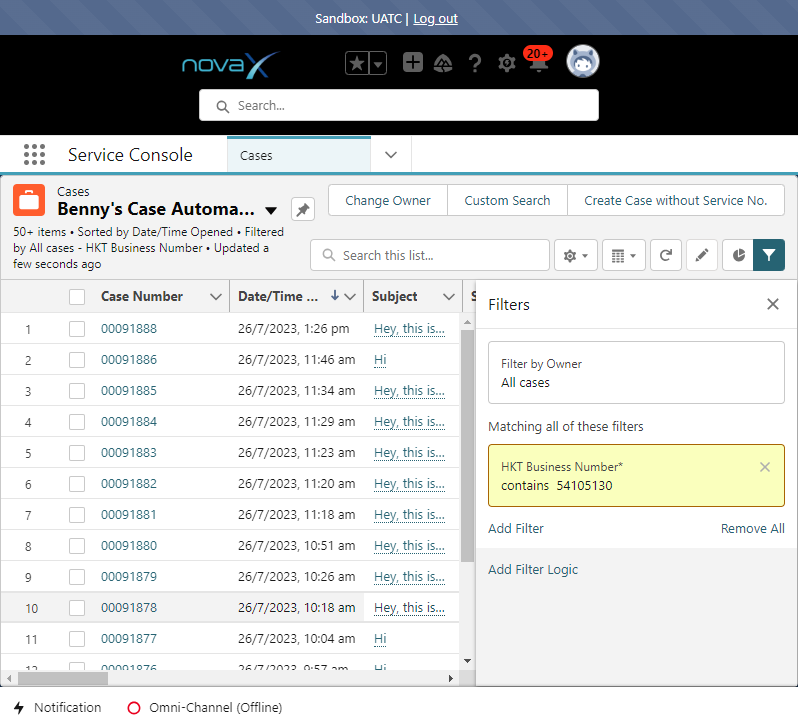 Sandbox: UATC | Log out
novaX
20+
Search...
Service Console
Cases
Cases
Benny's Case Automa...
Change Owner
Custom Search
Create Case without Service No.
50+ items • Sorted by Date/Time Opened • Filtered
by All cases - HKT Business Number • Updated a
few seconds ago
Search this list...
Case Number
Date/Time ...
Subject
1 00091888 26/7/2023, 1:26 pm Hey, this is...
2 00091886 26/7/2023, 11:46 am Hi
3 00091885 26/7/2023, 11:34 am Hey, this is...
4 00091884 26/7/2023, 11:29 am Hey, this is...
5 00091883 26/7/2023, 11:23 am Hey, this is...
6 00091882 26/7/2023, 11:20 am Hey, this is...
7 00091881 26/7/2023, 11:18 am Hey, this is...
8 00091880 26/7/2023, 10:51 am Hey, this is...
9 00091879 26/7/2023, 10:26 am Hey, this is...
10 00091878 26/7/2023, 10:18 am Hey, this is...
11 00091877 26/7/2023, 10:04 am Hi
12 00091876 26/7/2023, 9:57 am Hi
Filters
Filter by Owner
All cases
Matching all of these filters
HKT Business Number*
contains 54105130
Add Filter
Remove All
Add Filter Logic
Notification
Omni-Channel (Offline)